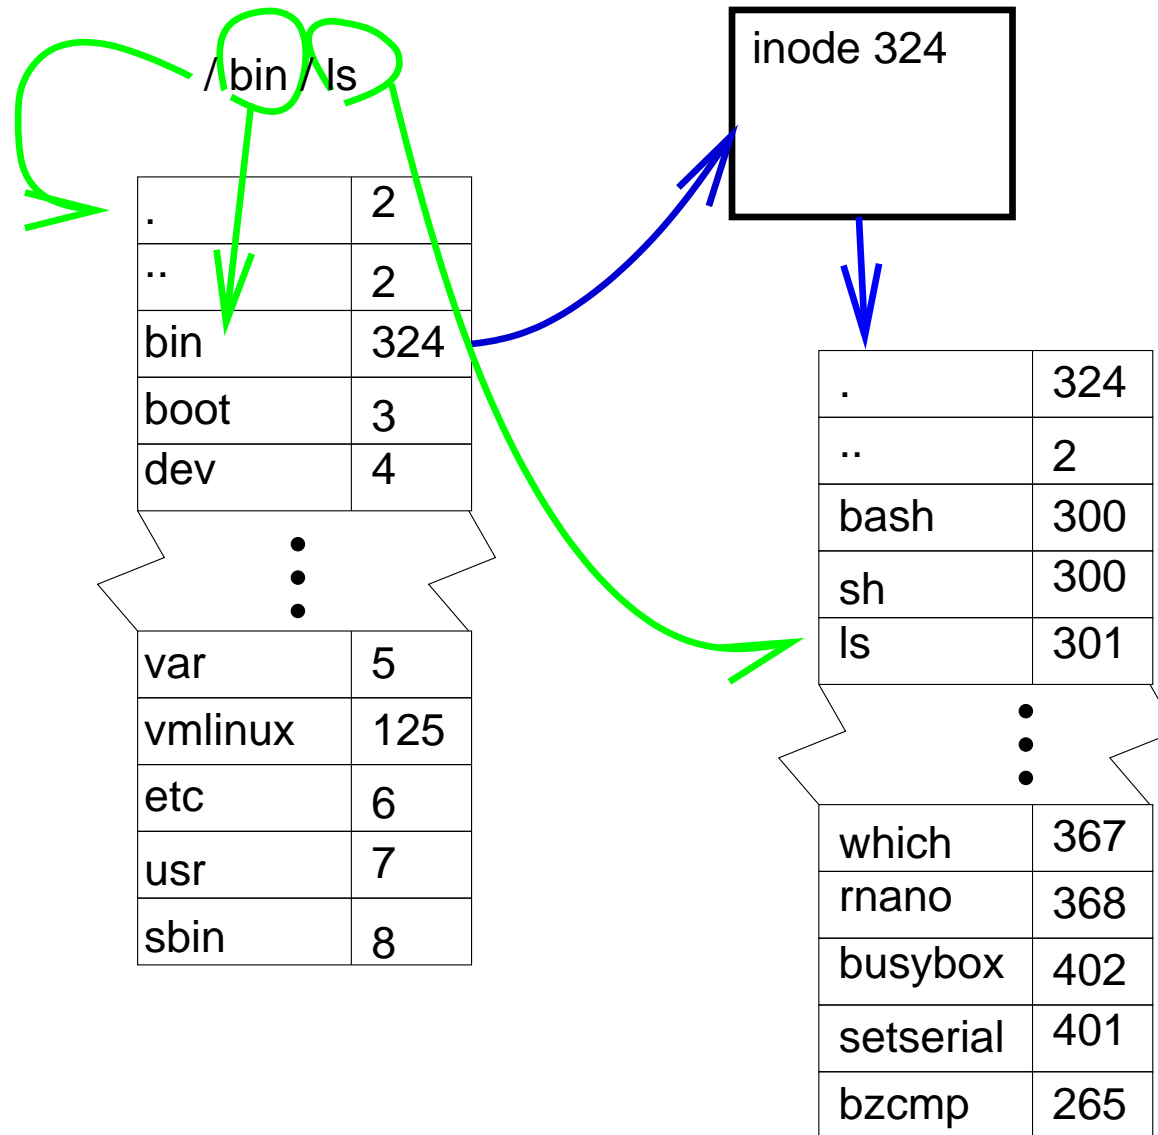 / bin / ls
inode 324
. 2
.. 2
bin 324
boot 3
dev 4
var 5
vmlinux 125
etc 6
usr 7
sbin 8
. 324
.. 2
bash 300
sh 300
ls 301
which 367
rnano 368
busybox 402
setserial 401
bzcmp 265